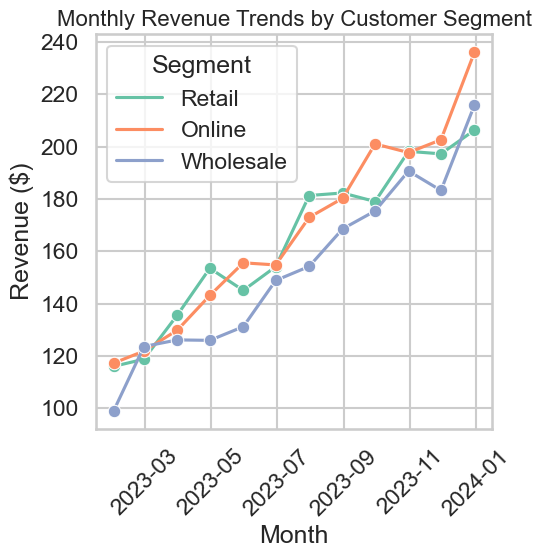 Monthly Revenue Trends by Customer Segment
Segment
Retail
Online
Wholesale
Revenue ($)
240
220
200
180
160
140
120
100
2023-03
2023-05
2023-07
2023-09
2023-11
2024-01
Month